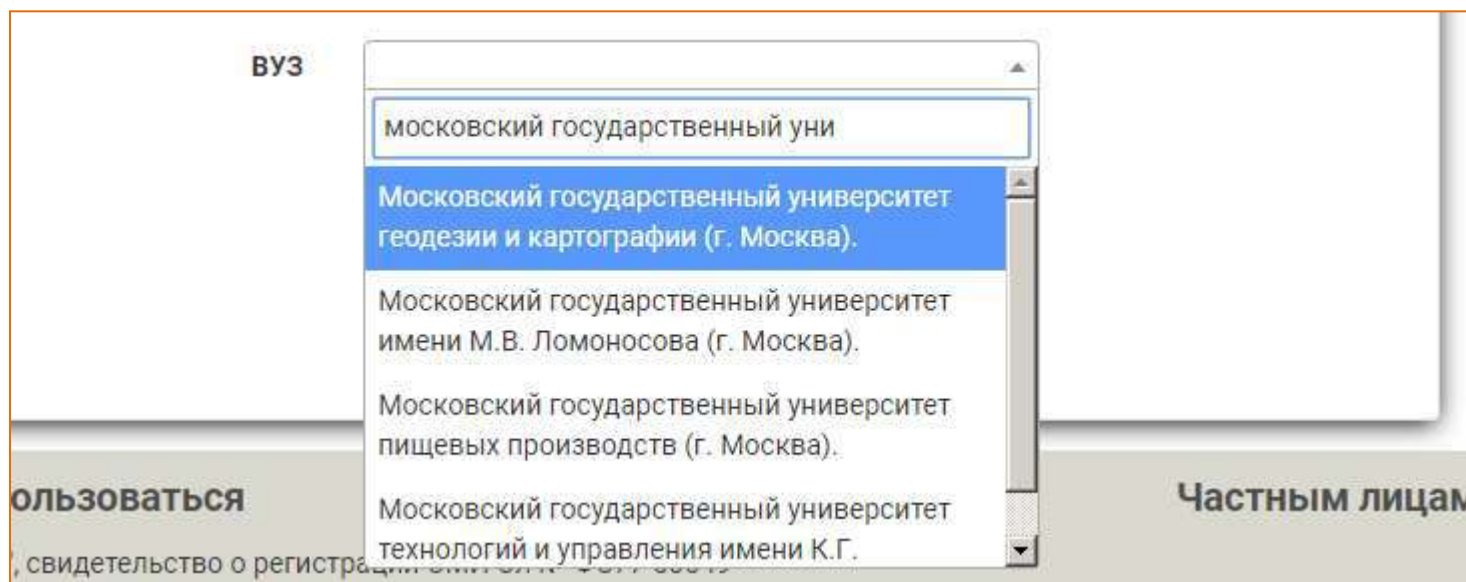 ВУЗ
московский государственный уни
Московский государственный университет
геодезии и картографии (г. Москва).
Московский государственный университет
имени М.В. Ломоносова (г. Москва).
Московский государственный университет
пищевых производств (г. Москва).
Московский государственный университет
технологий и управления имени К.Г.
ользоваться
Частным лицам
, свидетельство о регистрации